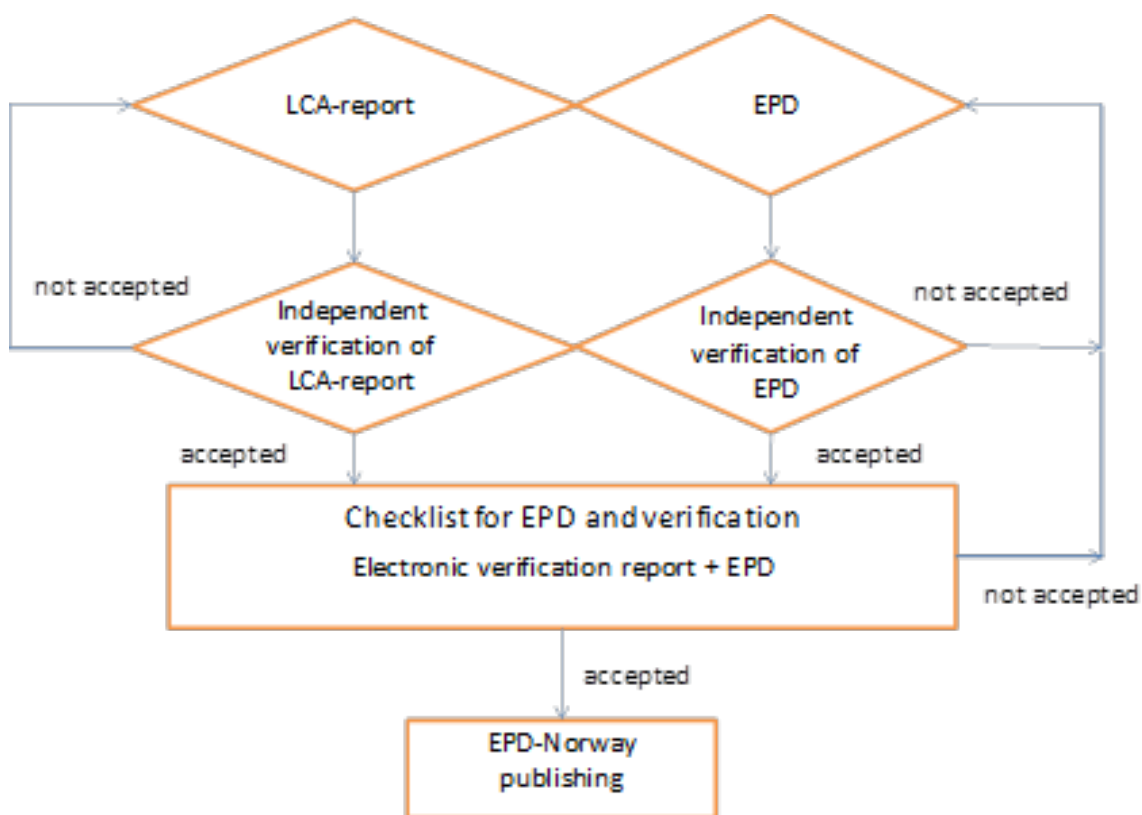 LCA-report
EPD
not accepted
not accepted
Independent
verification of
LCA-report
Independent
verification of
EPD
accepted
accepted
Checklist for EPD and verification
Electronic verification report + EPD
not accepted
accepted
EPD-Norway
publishing